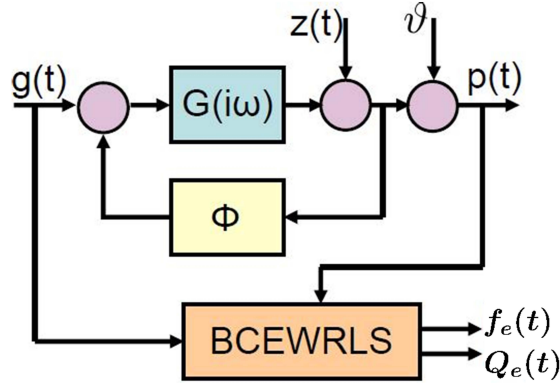 z(t)
ϑ
g(t)
G(iω)
p(t)
Φ
BCEWRLS
f_e(t)
Q_e(t)